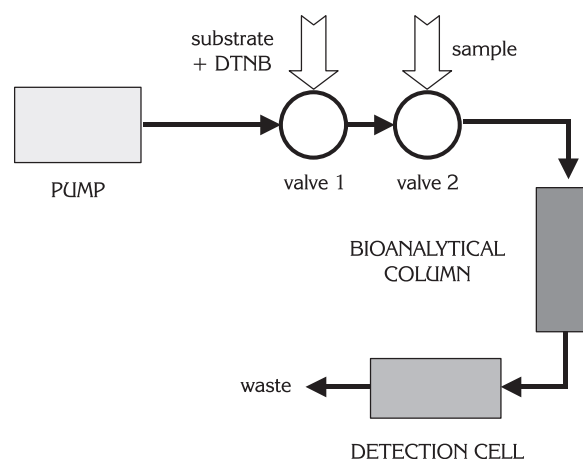 substrate
+ DTNB
sample
PUMP
valve 1
valve 2
BIOANALYTICAL
COLUMN
waste
DETECTION CELL